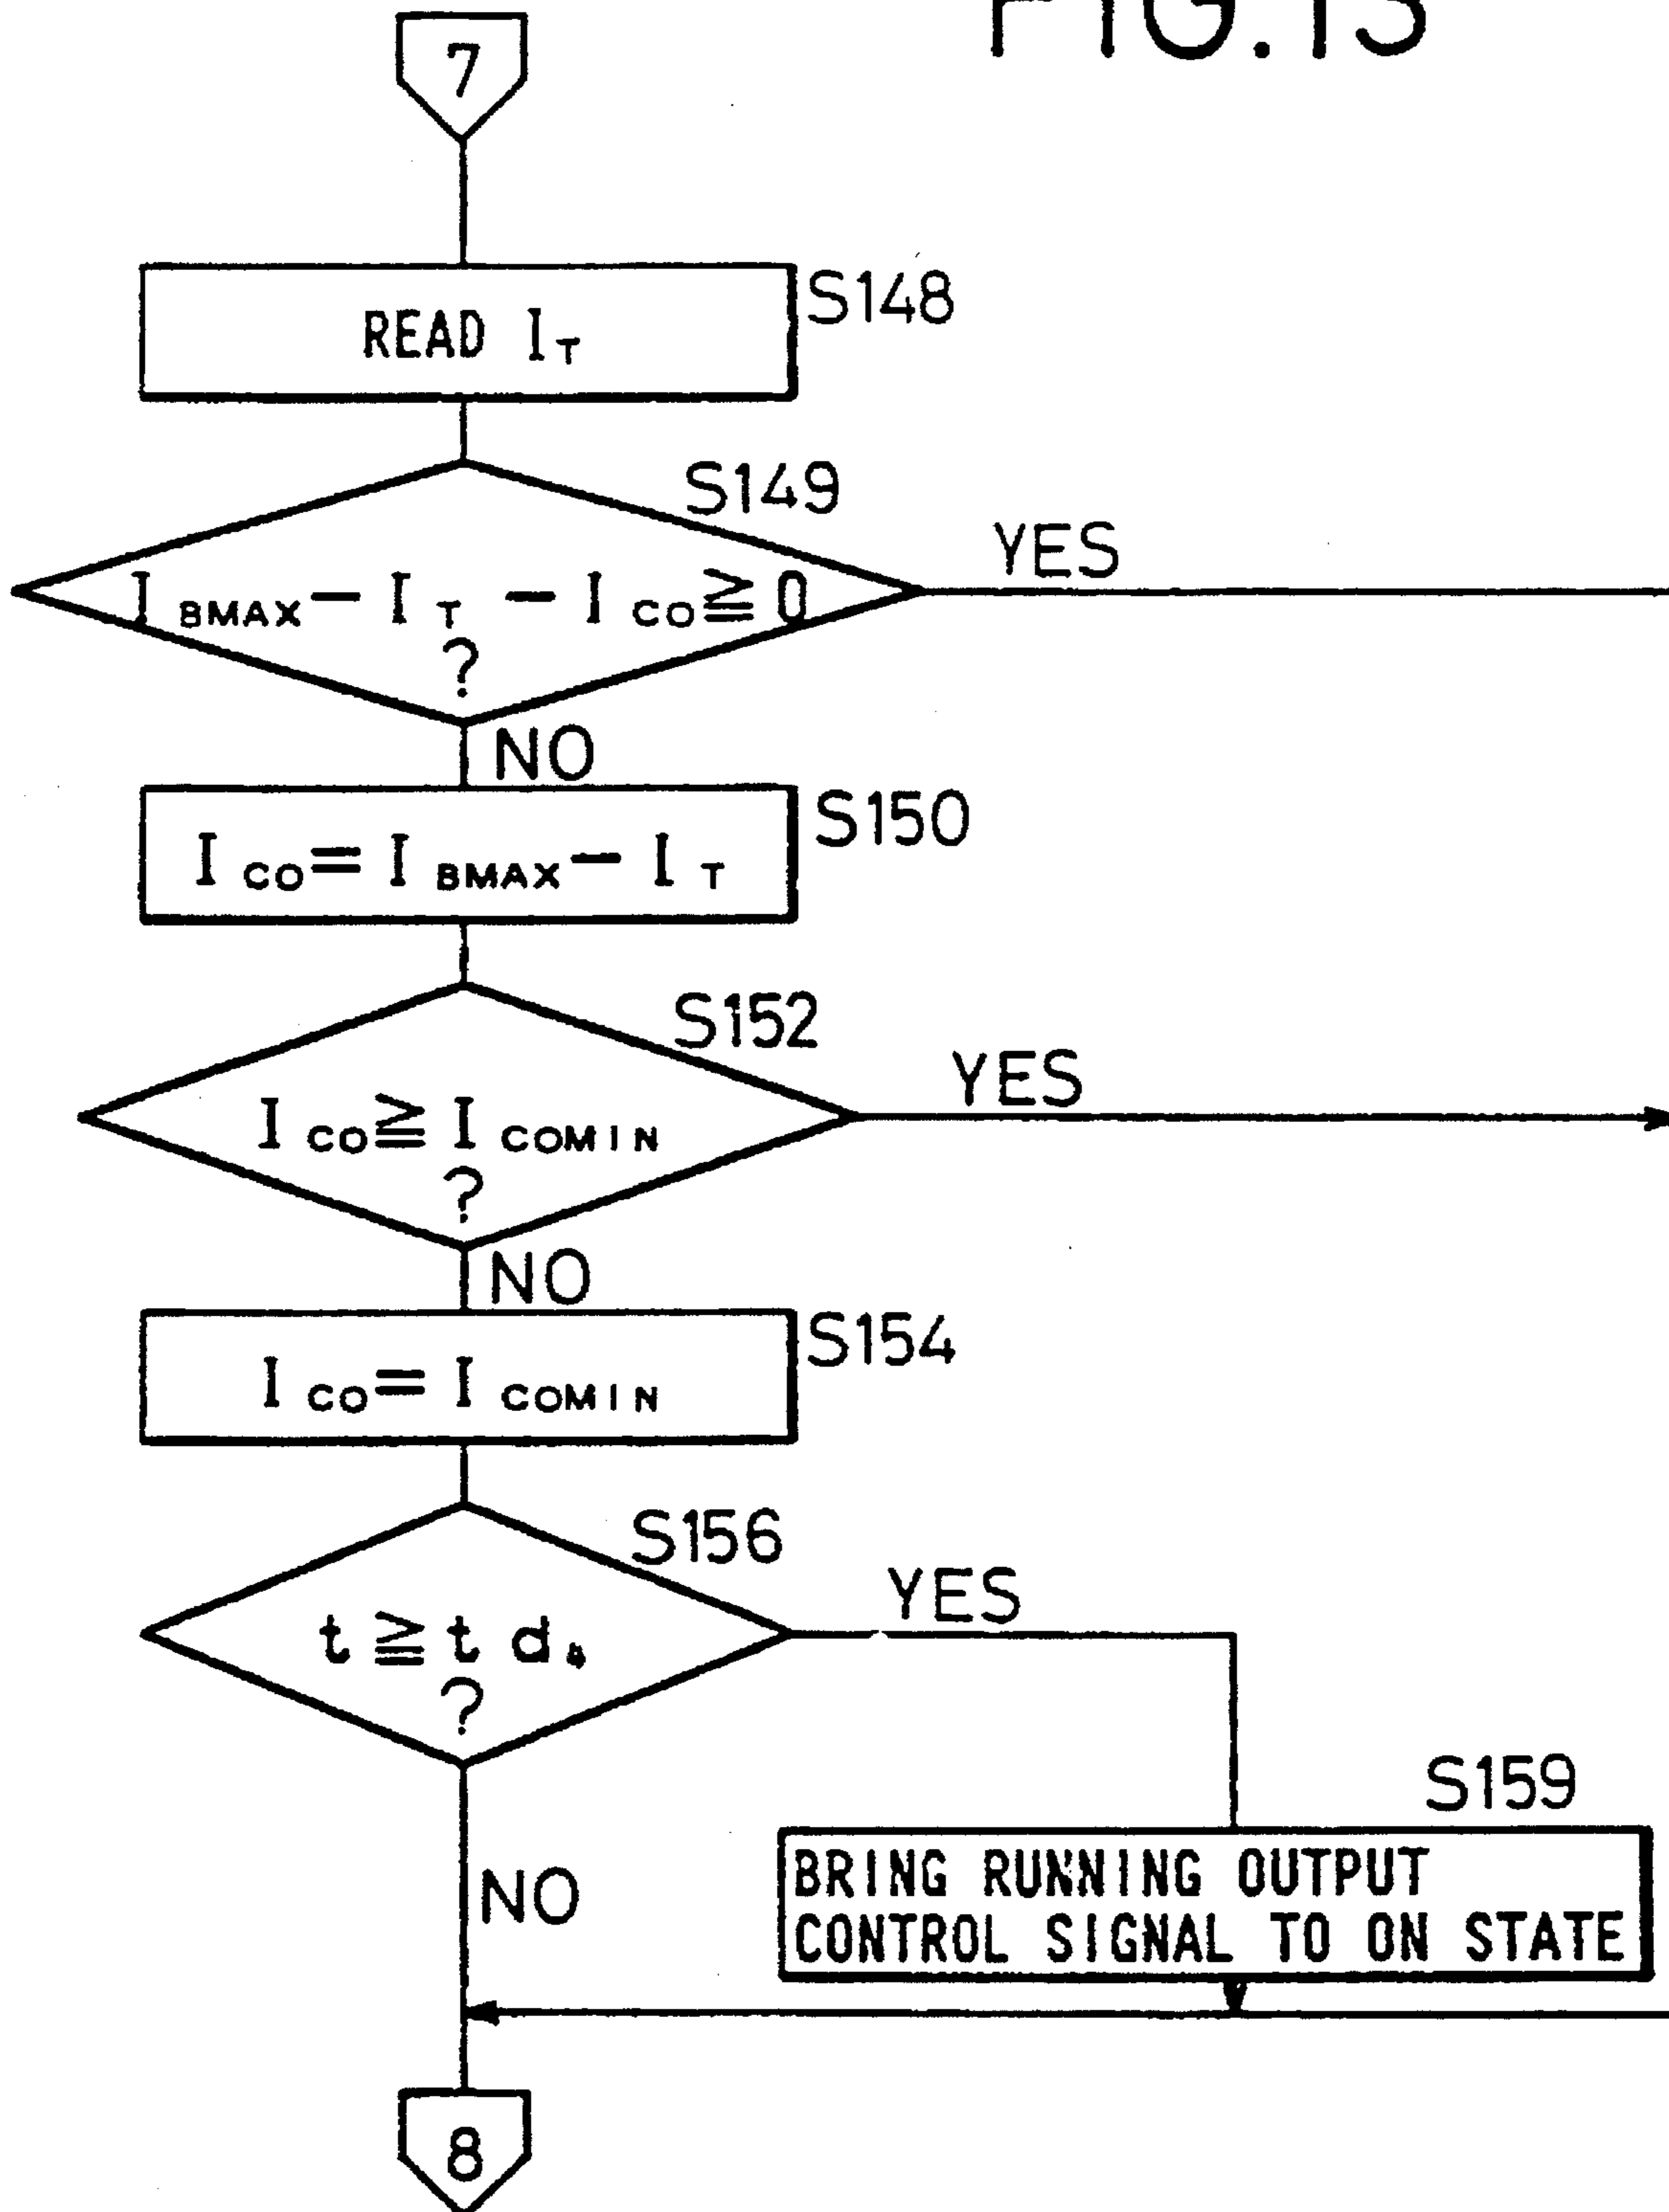 FIG.13
7
READ I_T
S148
S149
I_BMAX − I_T − I_CO ≧ 0
?
YES
NO
S150
I_CO = I_BMAX − I_T
S152
I_CO ≧ I_COMIN
?
YES
NO
S154
I_CO = I_COMIN
S156
t ≧ t d₄
?
YES
NO
S159
BRING RUNNING OUTPUT
CONTROL SIGNAL TO ON STATE
8